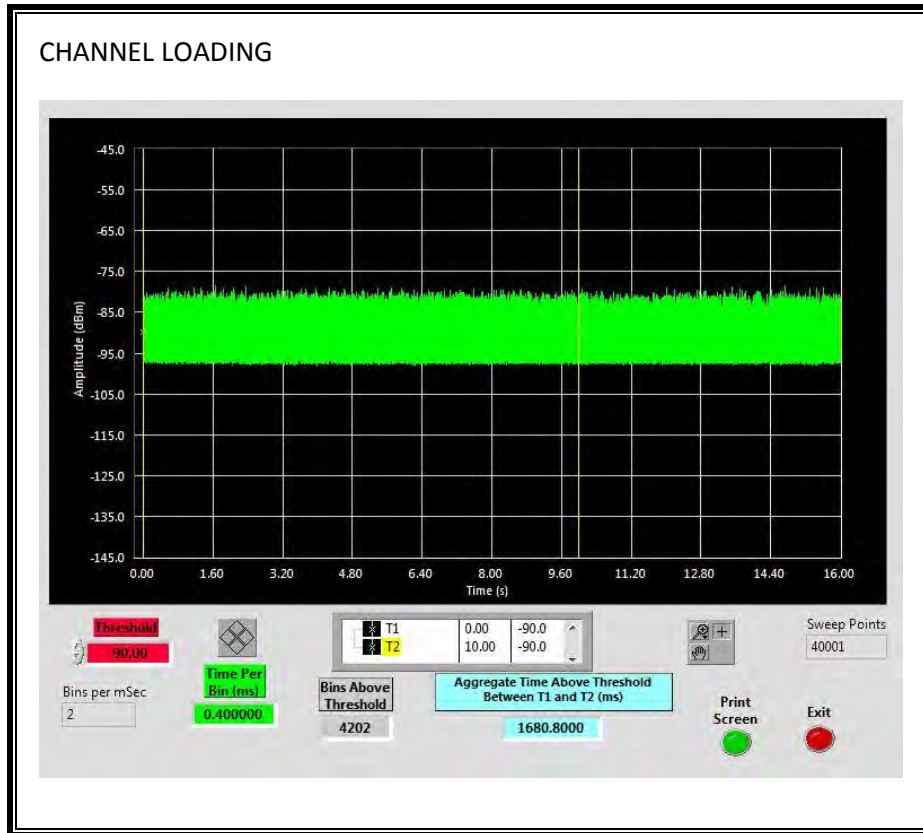 CHANNEL LOADING
-45.0
-55.0
-65.0
-75.0
-85.0
-95.0
-105.0
-115.0
-125.0
-135.0
-145.0
Amplitude (dBm)
0.00 1.60 3.20 4.80 6.40 8.00 9.60 11.20 12.80 14.40 16.00
Time (s)
Threshold
-90.00
Bins per mSec
2
Time Per
Bin (ms)
0.400000
T1 0.00 -90.0
T2 10.00 -90.0
Bins Above
Threshold
4202
Aggregate Time Above Threshold
Between T1 and T2 (ms)
1680.8000
Sweep Points
40001
Print
Screen
Exit